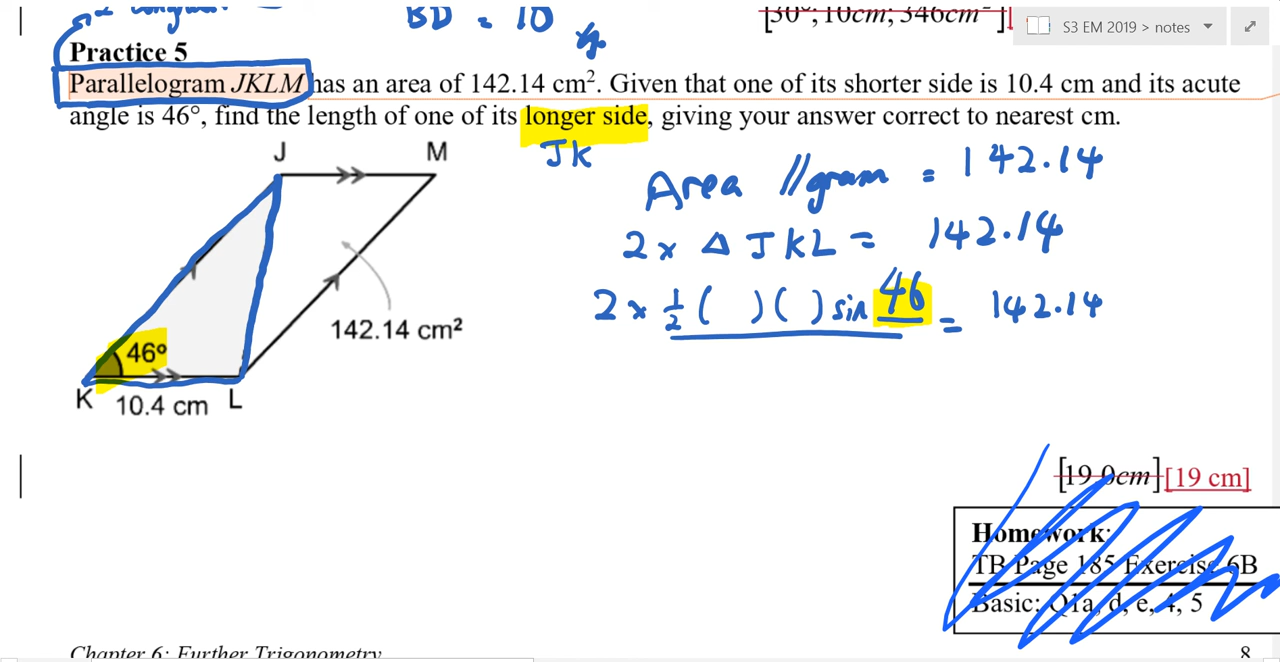 BD = 10
[30°; 10cm; 346cm²]
S3 EM 2019 > notes
Practice 5
Parallelogram JKLM has an area of 142.14 cm². Given that one of its shorter side is 10.4 cm and its acute
angle is 46°, find the length of one of its longer side, giving your answer correct to nearest cm.
JK
J M
Area //gram = 142.14
2 x Δ JKL = 142.14
2 x ½ ( ) ( ) sin 46 = 142.14
142.14 cm²
46°
K 10.4 cm L
[19.0cm] [19 cm]
Homework:
TB Page 185 Exercise 6B
Basic: Q1a, d, e, 4, 5
Chapter 6: Further Trigonometry
8